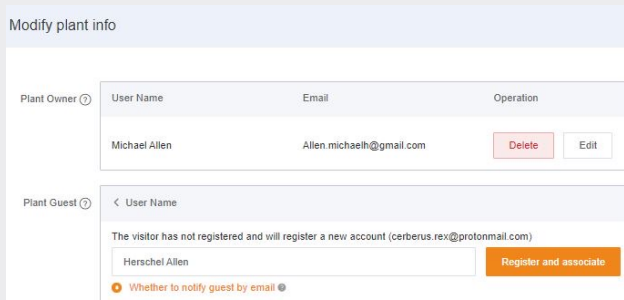 Modify plant info
Plant Owner ?
User Name Email Operation
Michael Allen Allen.michaelh@gmail.com Delete Edit
Plant Guest ?
< User Name
The visitor has not registered and will register a new account (cerberus.rex@protonmail.com)
Herschel Allen Register and associate
Whether to notify guest by email ?